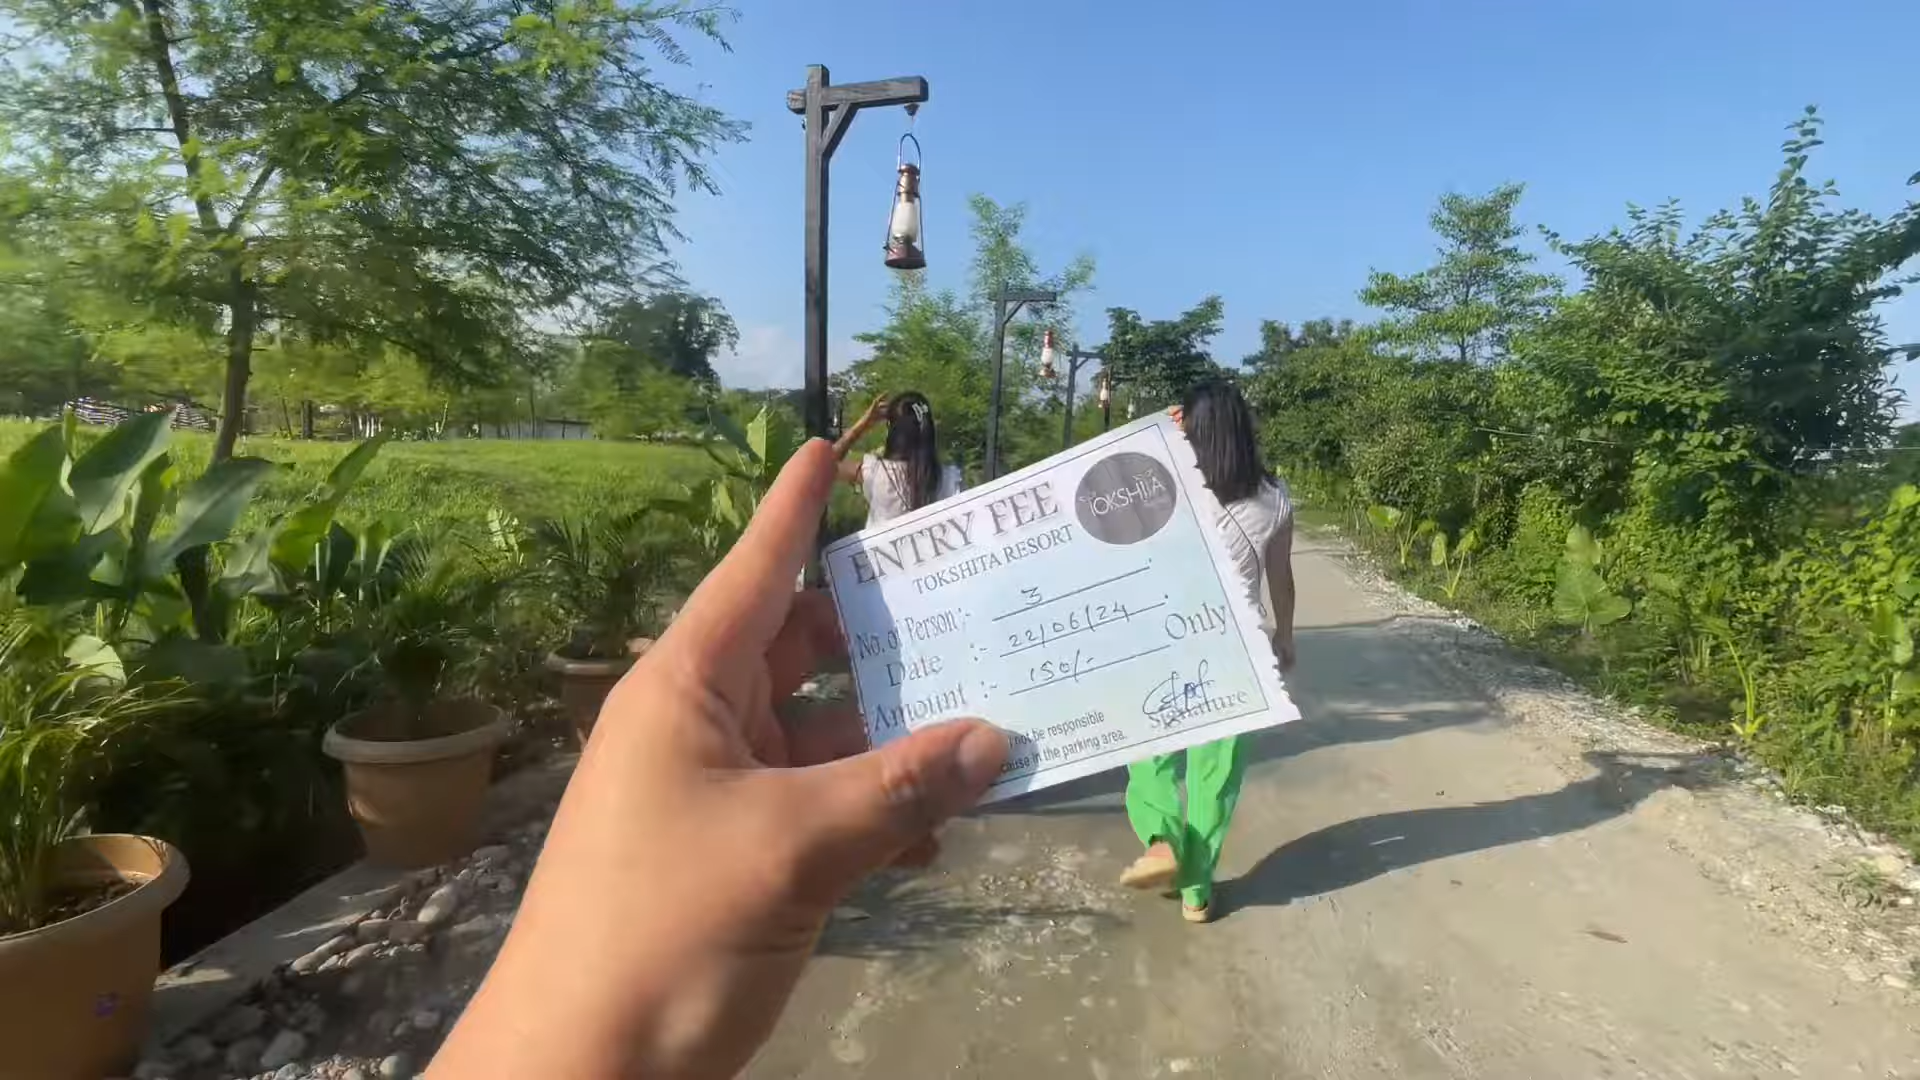 ENTRY FEE
TOKSHITA
TOKSHITA RESORT
No. of Person :- 3
Date :- 22/06/24
Amount :- 150/- Only
Signature
not be responsible
cause in the parking area.